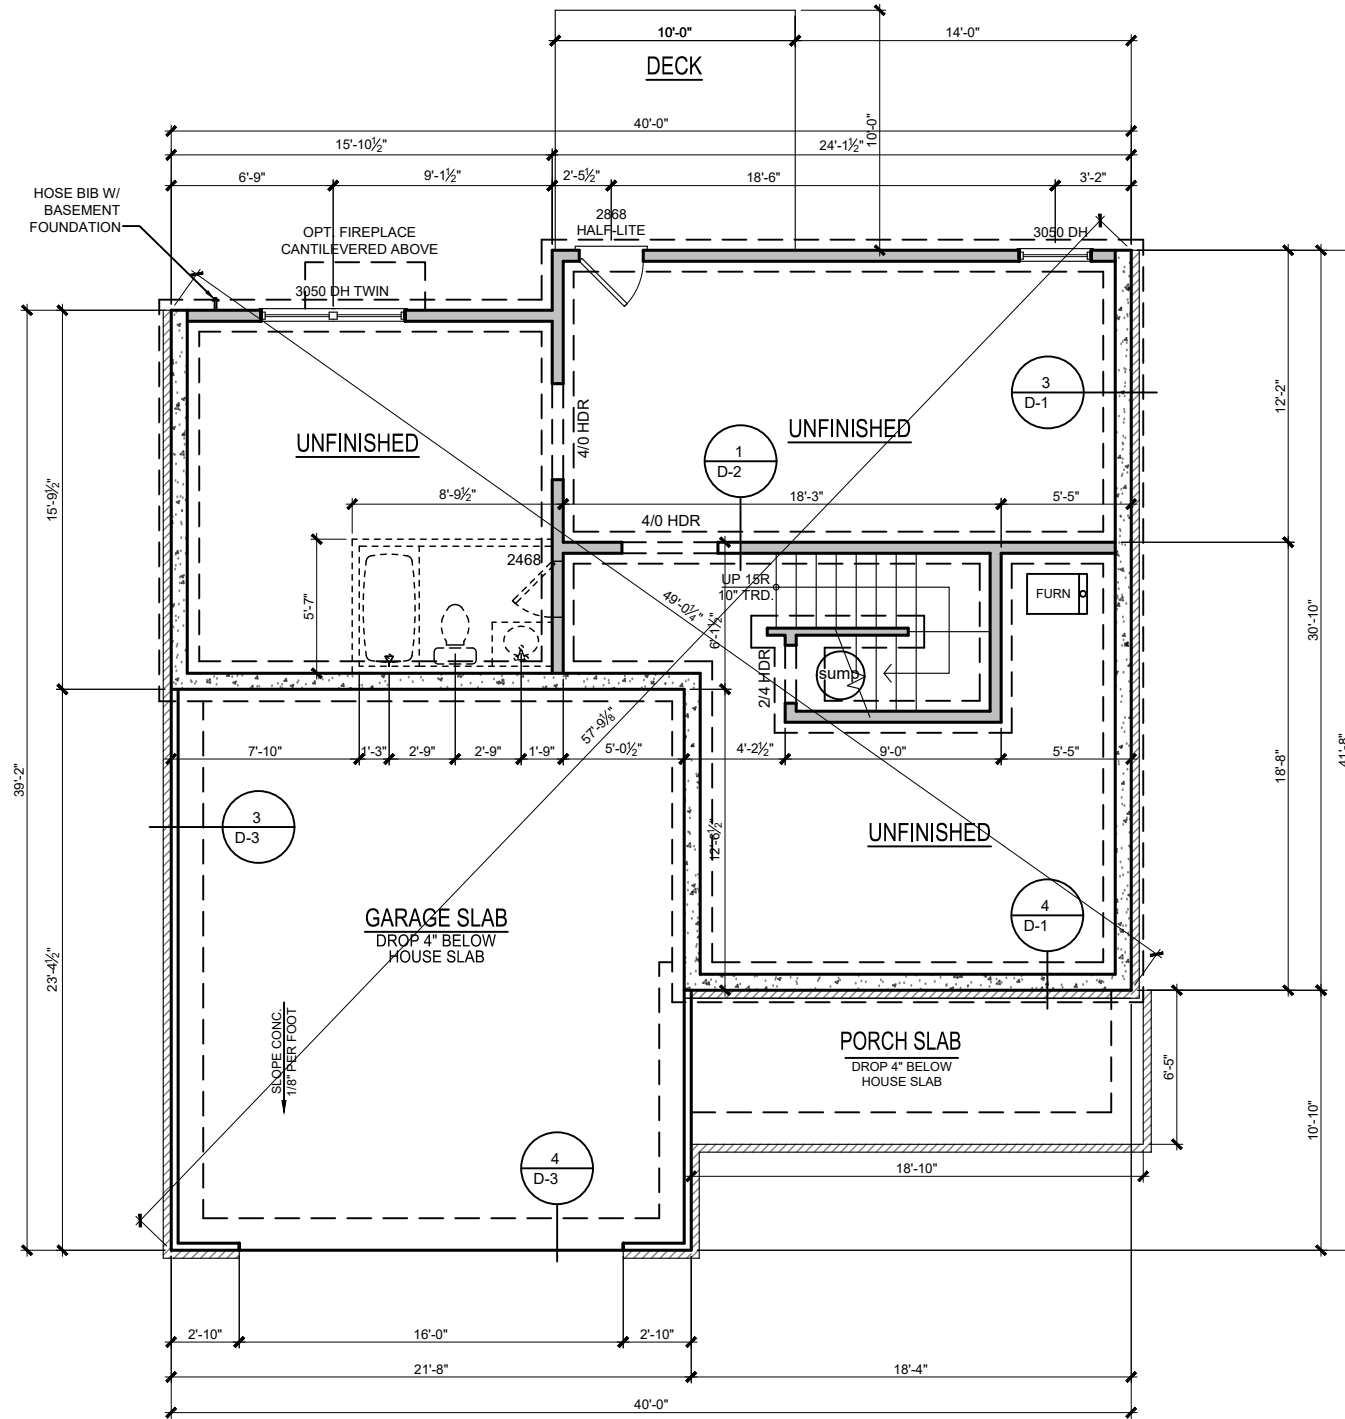 10'-0"
14'-0"
DECK
10'-0"
40'-0"
15'-10½"
24'-1½"
6'-9"
9'-1½"
2'-5½"
18'-6"
3'-2"
HOSE BIB W/
BASEMENT
FOUNDATION
OPT. FIREPLACE
CANTILEVERED ABOVE
2868
HALF-LITE
3050 DH
3050 DH TWIN
3
D-1
12'-2"
UNFINISHED
4/0 HDR
UNFINISHED
1
D-2
15'-9½"
8'-9½"
18'-3"
5'-5"
4/0 HDR
2468
UP 15R
10" TRD.
FURN
5'-7"
49'-0¼"
6'-1½"
30'-10"
2/4 HDR
sump
57'-9⅛"
7'-10"
1'-3"
2'-9"
2'-9"
1'-9"
5'-0½"
4'-2½"
9'-0"
5'-5"
39'-2"
18'-8"
41'-8"
3
D-3
12'-6½"
UNFINISHED
GARAGE SLAB
DROP 4" BELOW
HOUSE SLAB
4
D-1
23'-4½"
SLOPE CONC.
1/8" PER FOOT
PORCH SLAB
DROP 4" BELOW
HOUSE SLAB
6'-5"
10'-10"
4
D-3
18'-10"
2'-10"
16'-0"
2'-10"
21'-8"
18'-4"
40'-0"